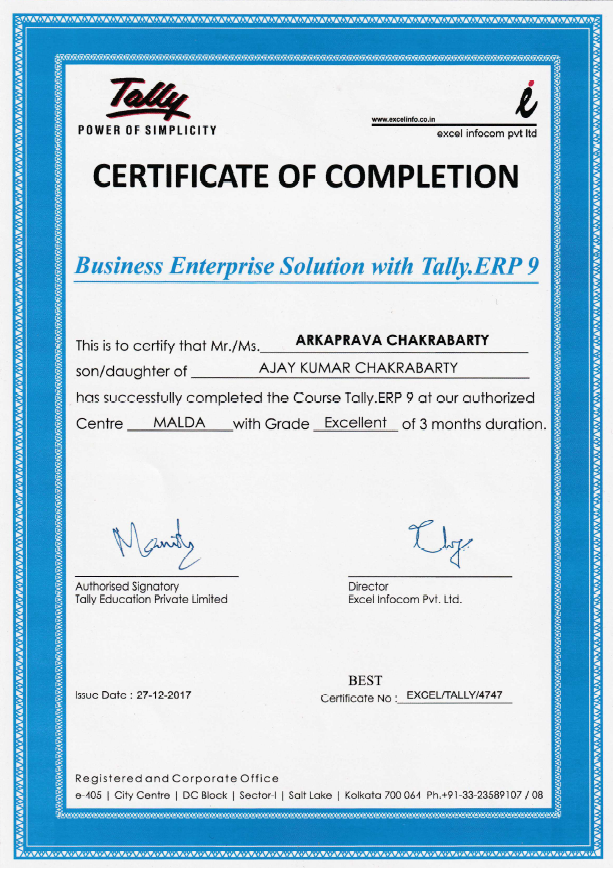 Tally
POWER OF SIMPLICITY
www.excelinfo.co.in
excel infocom pvt ltd
CERTIFICATE OF COMPLETION
Business Enterprise Solution with Tally.ERP 9
This is to certify that Mr./Ms. ARKAPRAVA CHAKRABARTY
son/daughter of AJAY KUMAR CHAKRABARTY
has successfully completed the Course Tally.ERP 9 at our authorized
Centre MALDA with Grade Excellent of 3 months duration.
Authorised Signatory
Tally Education Private Limited
Director
Excel Infocom Pvt. Ltd.
Issue Date : 27-12-2017
BEST
Certificate No : EXCEL/TALLY/4747
Registered and Corporate Office
e-405 | City Centre | DC Block | Sector-I | Salt Lake | Kolkata 700 064 Ph.+91-33-23589107 / 08